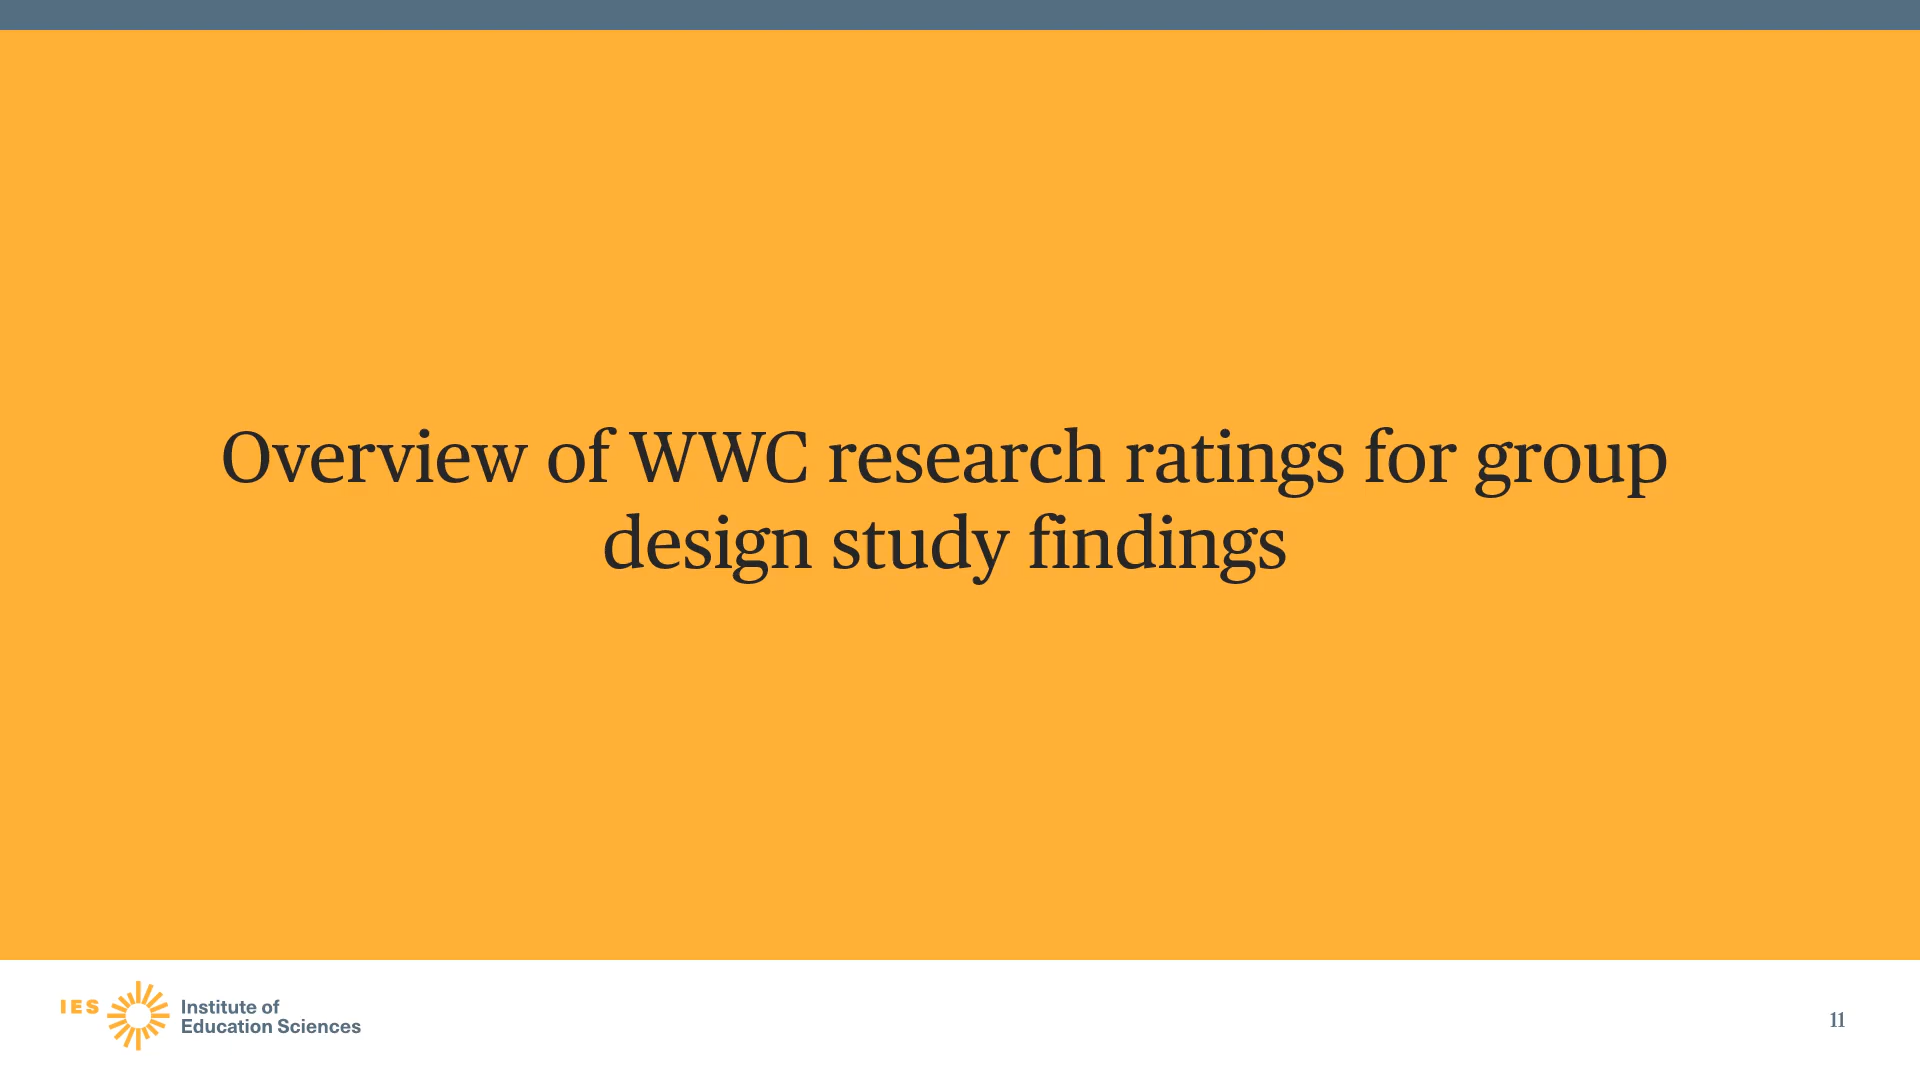 Overview of WWC research ratings for group
design study findings
IES
Institute of
Education Sciences
11